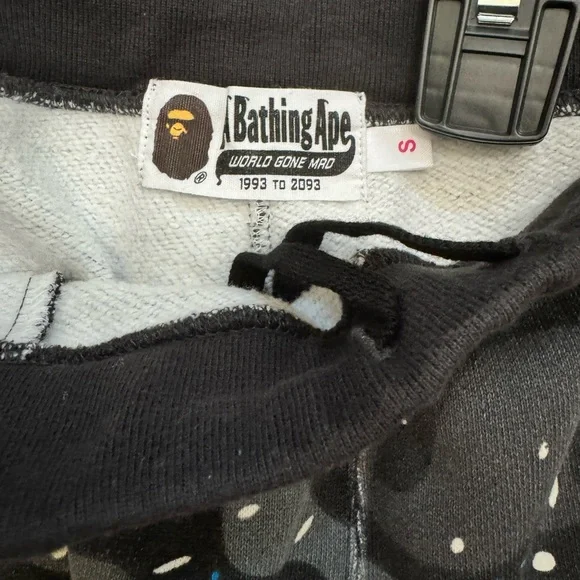 A Bathing Ape
WORLD GONE MAD
1993 TO 2093
®
S